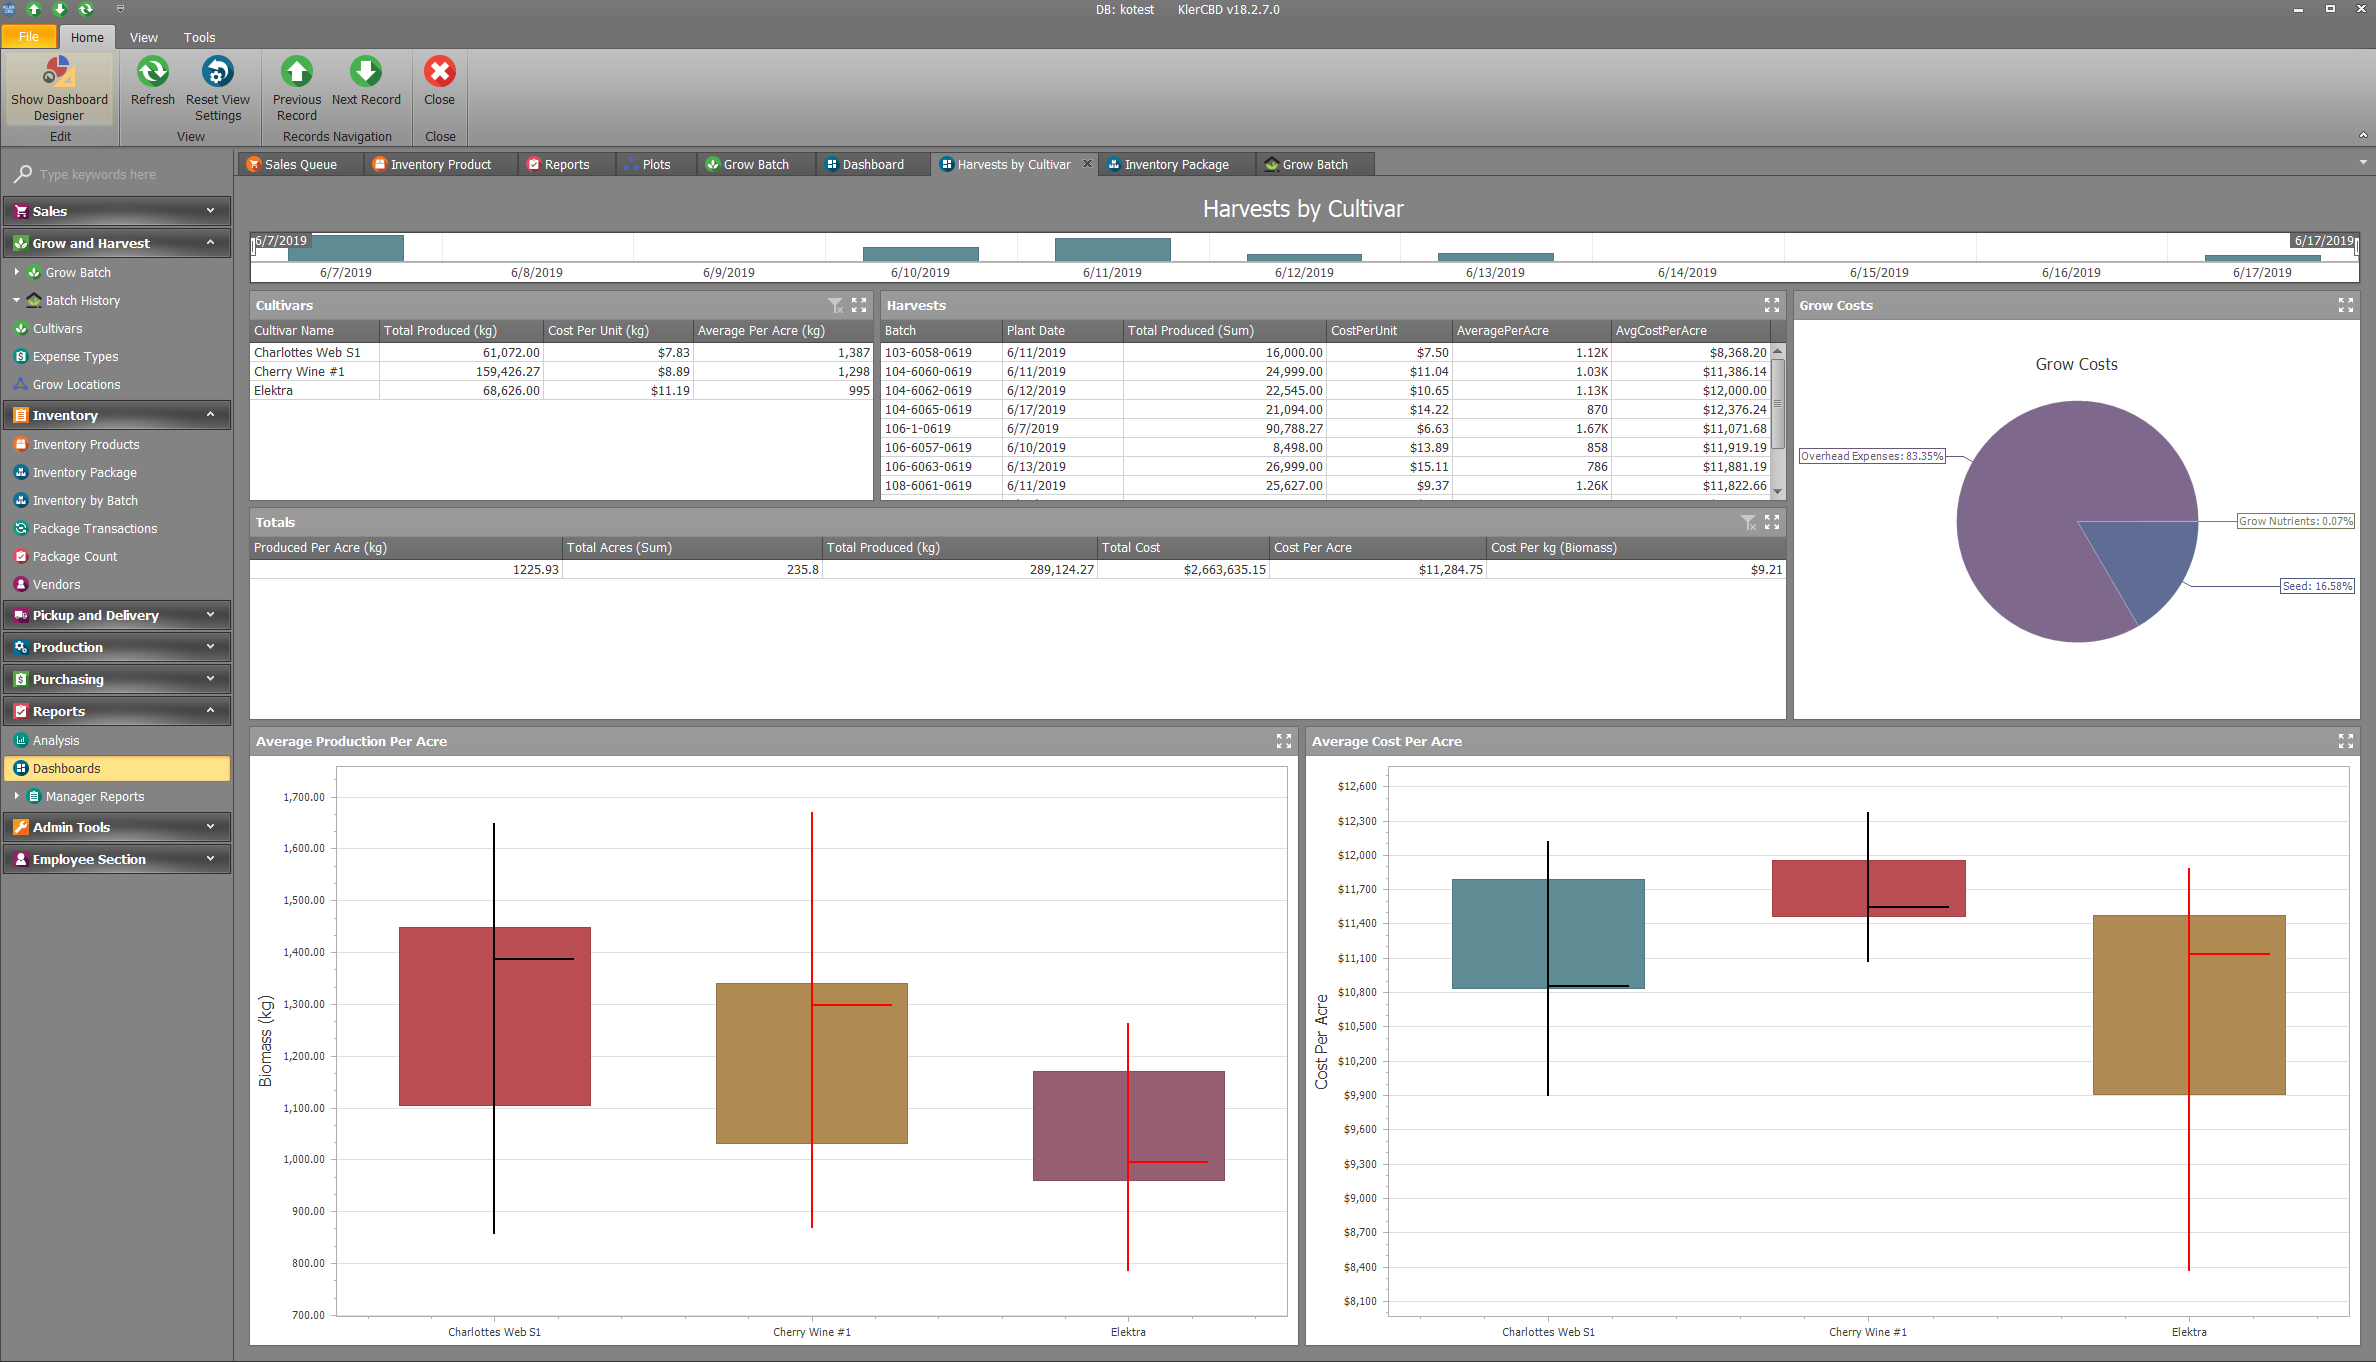 DB: kotest KlerCBD v18.2.7.0
File Home View Tools
Show Dashboard Designer
Refresh
Reset View Settings
Previous Record
Next Record
Close
Edit View Records Navigation Close
Type keywords here
Sales
Grow and Harvest
Grow Batch
Batch History
Cultivars
Expense Types
Grow Locations
Inventory
Inventory Products
Inventory Package
Inventory by Batch
Package Transactions
Package Count
Vendors
Pickup and Delivery
Production
Purchasing
Reports
Analysis
Dashboards
Manager Reports
Admin Tools
Employee Section
Sales Queue Inventory Product Reports Plots Grow Batch Dashboard Harvests by Cultivar Inventory Package Grow Batch
Harvests by Cultivar
6/7/2019 6/17/2019
6/7/2019 6/8/2019 6/9/2019 6/10/2019 6/11/2019 6/12/2019 6/13/2019 6/14/2019 6/15/2019 6/16/2019 6/17/2019
Cultivars
Cultivar Name Total Produced (kg) Cost Per Unit (kg) Average Per Acre (kg)
Charlottes Web S1 61,072.00 $7.83 1,387
Cherry Wine #1 159,426.27 $8.89 1,298
Elektra 68,626.00 $11.19 995
Harvests
Batch Plant Date Total Produced (Sum) CostPerUnit AveragePerAcre AvgCostPerAcre
103-6058-0619 6/11/2019 16,000.00 $7.50 1.12K $8,368.20
104-6060-0619 6/11/2019 24,999.00 $11.04 1.03K $11,386.14
104-6062-0619 6/12/2019 22,545.00 $10.65 1.13K $12,000.00
104-6065-0619 6/17/2019 21,094.00 $14.22 870 $12,376.24
106-1-0619 6/7/2019 90,788.27 $6.63 1.67K $11,071.68
106-6057-0619 6/10/2019 8,498.00 $13.89 858 $11,919.19
106-6063-0619 6/13/2019 26,999.00 $15.11 786 $11,881.19
108-6061-0619 6/11/2019 25,627.00 $9.37 1.26K $11,822.66
Grow Costs
Grow Costs
Overhead Expenses: 83.35%
Grow Nutrients: 0.07%
Seed: 16.58%
Totals
Produced Per Acre (kg) Total Acres (Sum) Total Produced (kg) Total Cost Cost Per Acre Cost Per kg (Biomass)
1225.93 235.8 289,124.27 $2,663,635.15 $11,284.75 $9.21
Average Production Per Acre
Biomass (kg)
1,700.00
1,600.00
1,500.00
1,400.00
1,300.00
1,200.00
1,100.00
1,000.00
900.00
800.00
700.00
Charlottes Web S1 Cherry Wine #1 Elektra
Average Cost Per Acre
Cost Per Acre
$12,600
$12,300
$12,000
$11,700
$11,400
$11,100
$10,800
$10,500
$10,200
$9,900
$9,600
$9,300
$9,000
$8,700
$8,400
$8,100
Charlottes Web S1 Cherry Wine #1 Elektra